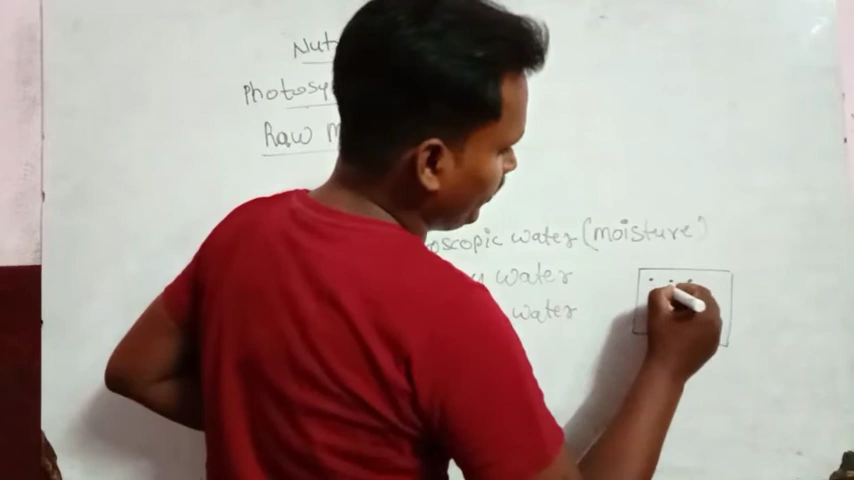 Nut
Photosy
Raw M
oscopic water (moisture)
y water
water